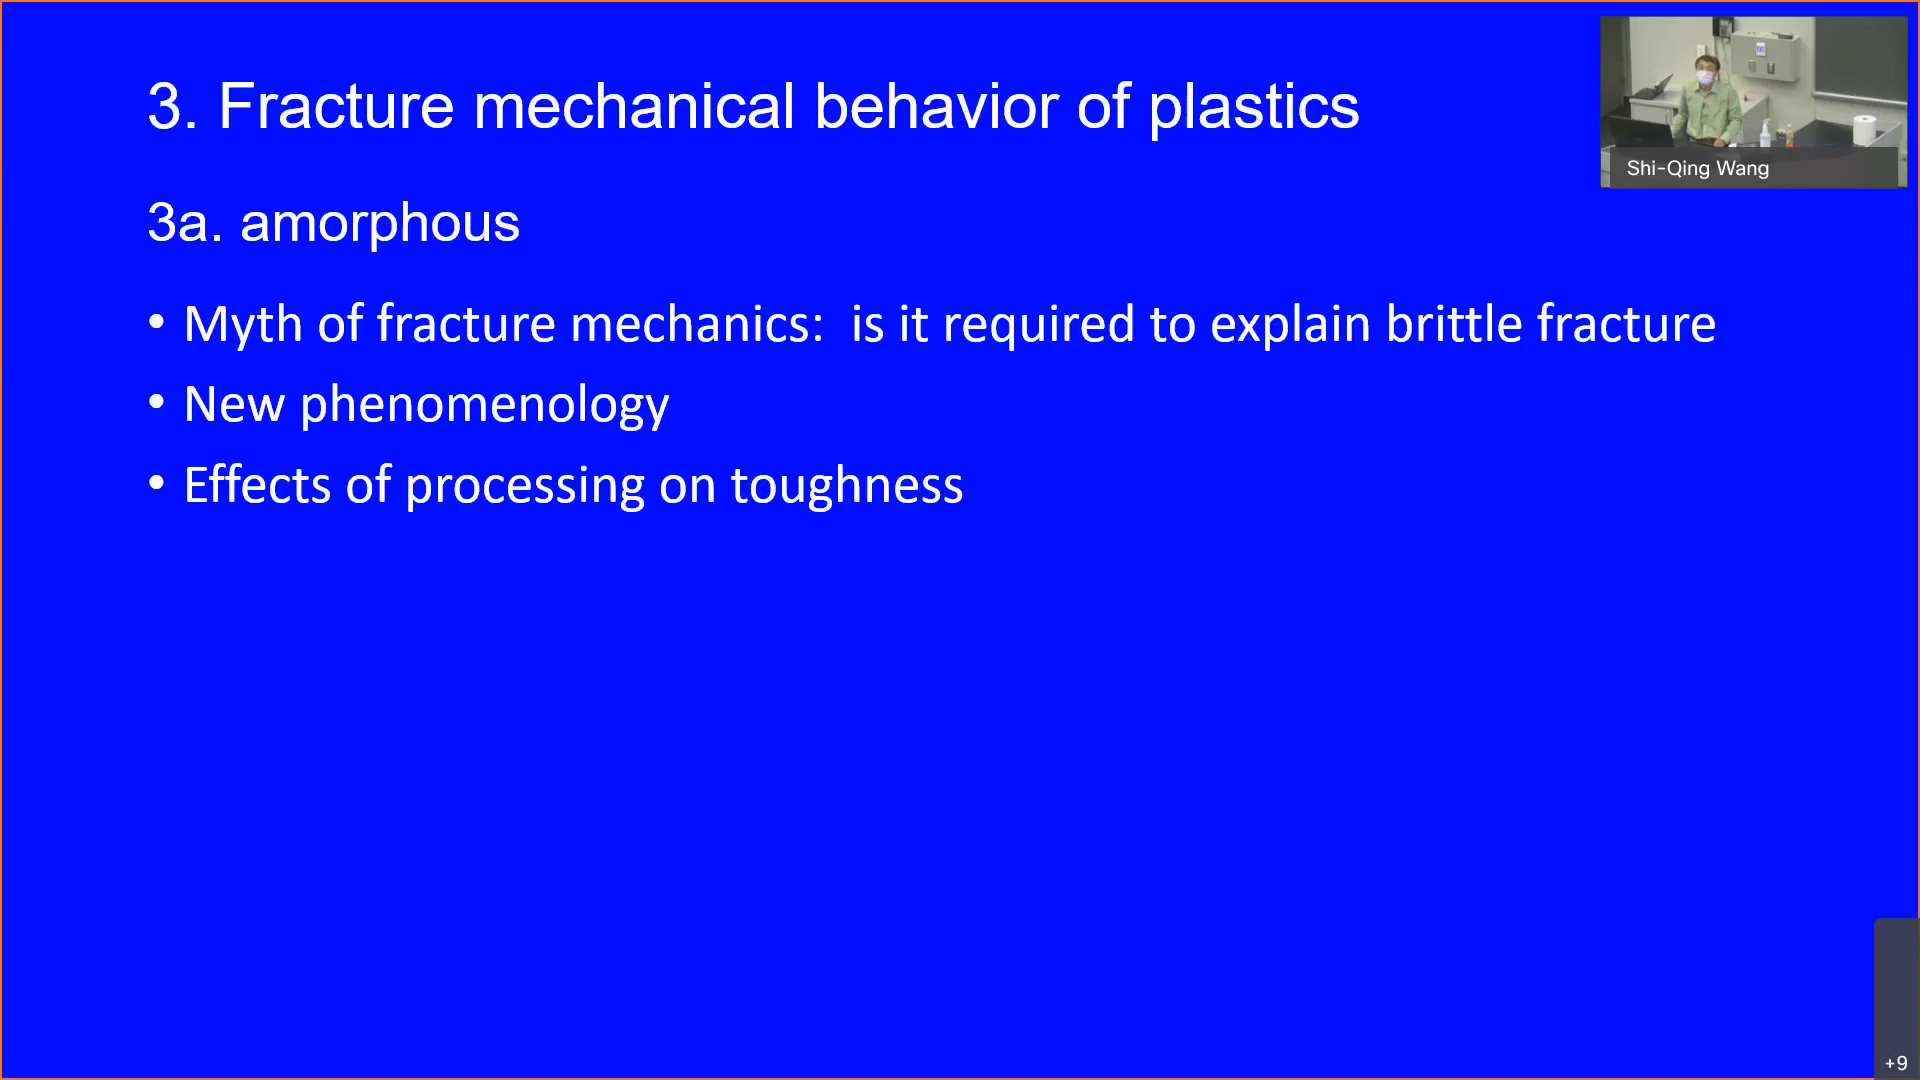 3. Fracture mechanical behavior of plastics
Shi-Qing Wang
3a. amorphous
• Myth of fracture mechanics:  is it required to explain brittle fracture
• New phenomenology
• Effects of processing on toughness
+9